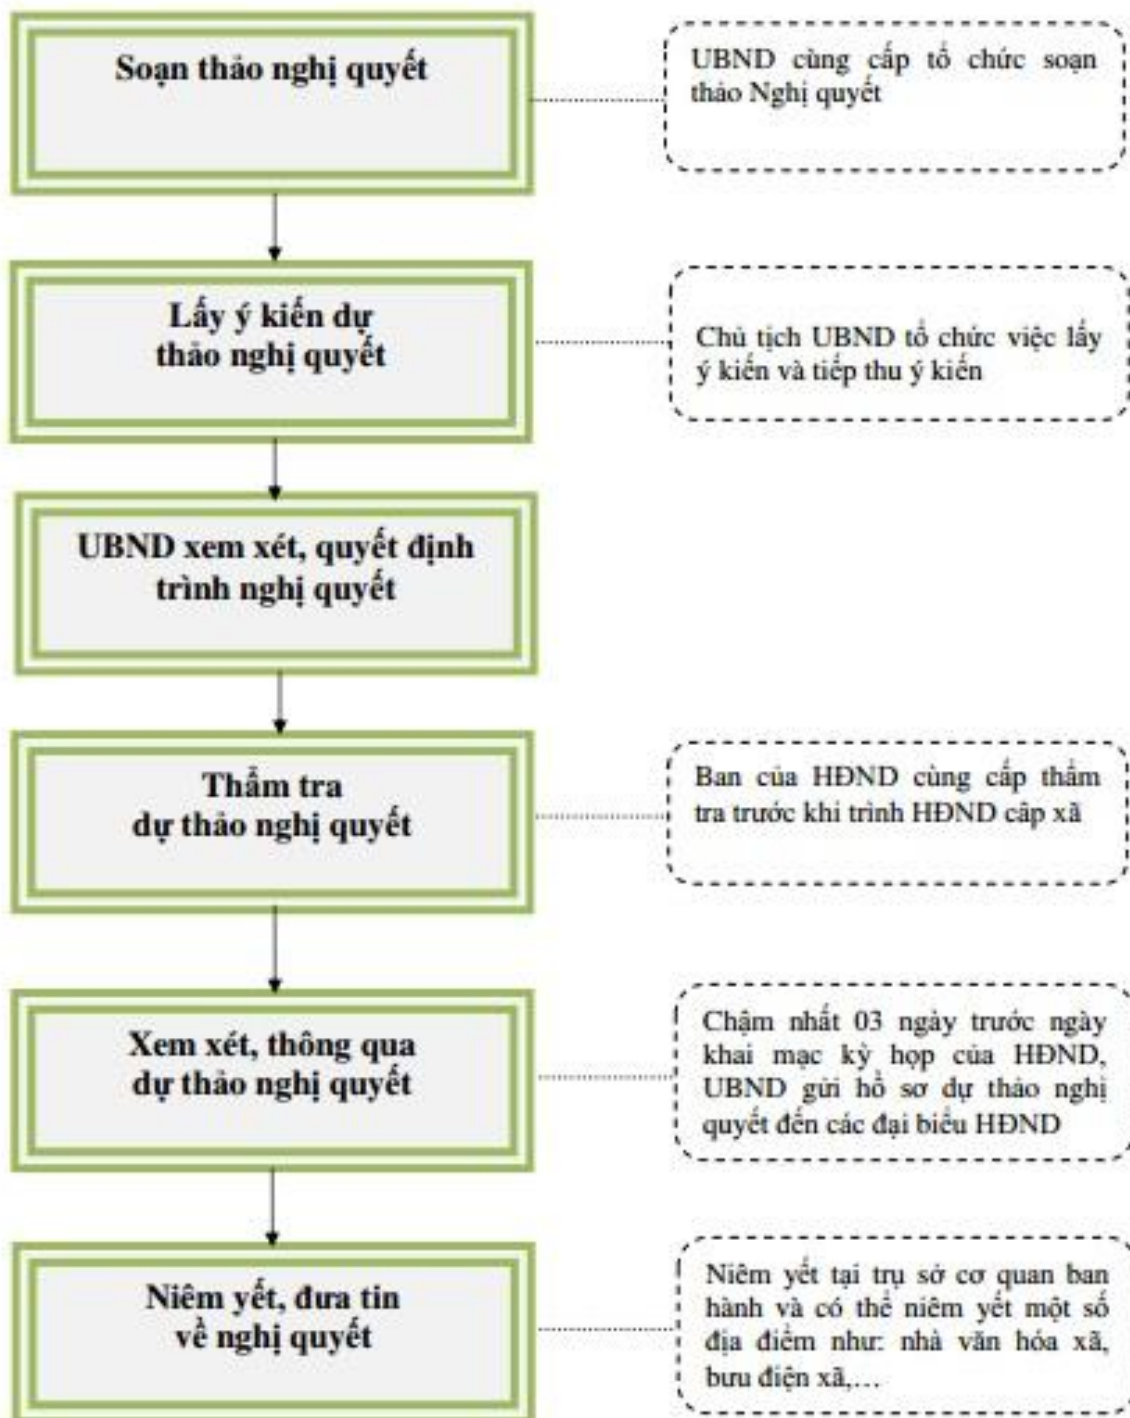 Soạn thảo nghị quyết
UBND cùng cấp tổ chức soạn
thảo Nghị quyết
Lấy ý kiến dự
thảo nghị quyết
Chủ tịch UBND tổ chức việc lấy
ý kiến và tiếp thu ý kiến
UBND xem xét, quyết định
trình nghị quyết
Thẩm tra
dự thảo nghị quyết
Ban của HĐND cùng cấp thẩm
tra trước khi trình HĐND câp xã
Xem xét, thông qua
dự thảo nghị quyết
Chậm nhất 03 ngày trước ngày
khai mạc kỳ họp của HĐND,
UBND gửi hồ sơ dự thảo nghị
quyết đến các đại biểu HĐND
Niêm yết, đưa tin
về nghị quyết
Niêm yết tại trụ sở cơ quan ban
hành và có thể niêm yết một số
địa điểm như: nhà văn hóa xã,
bưu điện xã,…